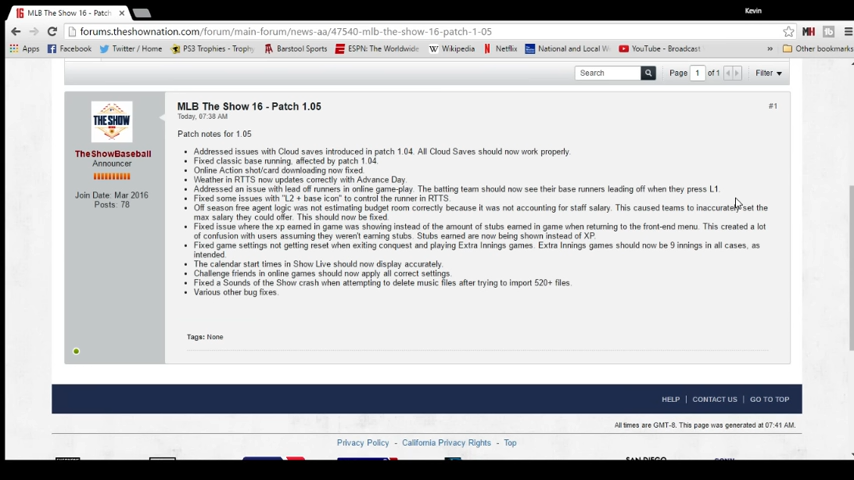 Kevin
MLB The Show 16 - Patch 1.05
forums.theshownation.com/forum/main-forum/news-aa/47540-mlb-the-show-16-patch-1-05
Apps Facebook Twitter / Home PS3 Trophies - Trophy Barstool Sports ESPN: The Worldwide Wikipedia Netflix National and Local W YouTube - Broadcast » Other bookmarks
Search Page 1 of 1 Filter
MLB The Show 16 - Patch 1.05 #1
Today, 07:38 AM
THE SHOW
TheShowBaseball
Announcer
Join Date: Mar 2016
Posts: 78
Patch notes for 1.05
• Addressed issues with Cloud saves introduced in patch 1.04. All Cloud Saves should now work properly.
• Fixed classic base running, affected by patch 1.04.
• Online Action shot/card downloading now fixed.
• Weather in RTTS now updates correctly with Advance Day.
• Addressed an issue with lead off runners in online game-play. The batting team should now see their base runners leading off when they press L1.
• Fixed some issues with "L2 + base icon" to control the runner in RTTS.
• Off season free agent logic was not estimating budget room correctly because it was not accounting for staff salary. This caused teams to inaccurately set the
max salary they could offer. This should now be fixed.
• Fixed issue where the xp earned in game was showing instead of the amount of stubs earned in game when returning to the front-end menu. This created a lot
of confusion with users assuming they weren't earning stubs. Stubs earned are now being shown instead of XP.
• Fixed game settings not getting reset when exiting conquest and playing Extra Innings games. Extra Innings games should now be 9 innings in all cases, as
intended.
• The calendar start times in Show Live should now display accurately.
• Challenge friends in online games should now apply all correct settings.
• Fixed a Sounds of the Show crash when attempting to delete music files after trying to import 520+ files.
• Various other bug fixes.
Tags: None
HELP | CONTACT US | GO TO TOP
All times are GMT-8. This page was generated at 07:41 AM.
Privacy Policy - California Privacy Rights - Top
SAN DIEGO